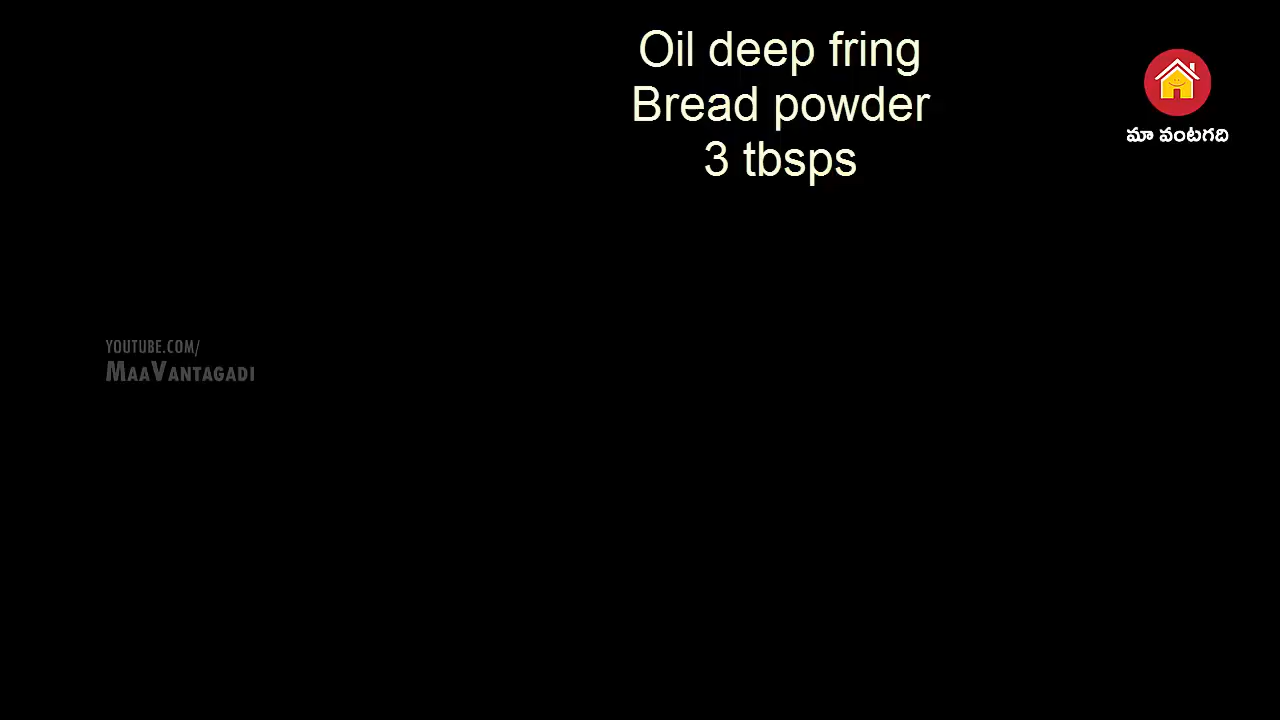 Oil deep fring
Bread powder
3 tbsps
మా వంటగది
YOUTUBE.COM/
MAAVANTAGADI